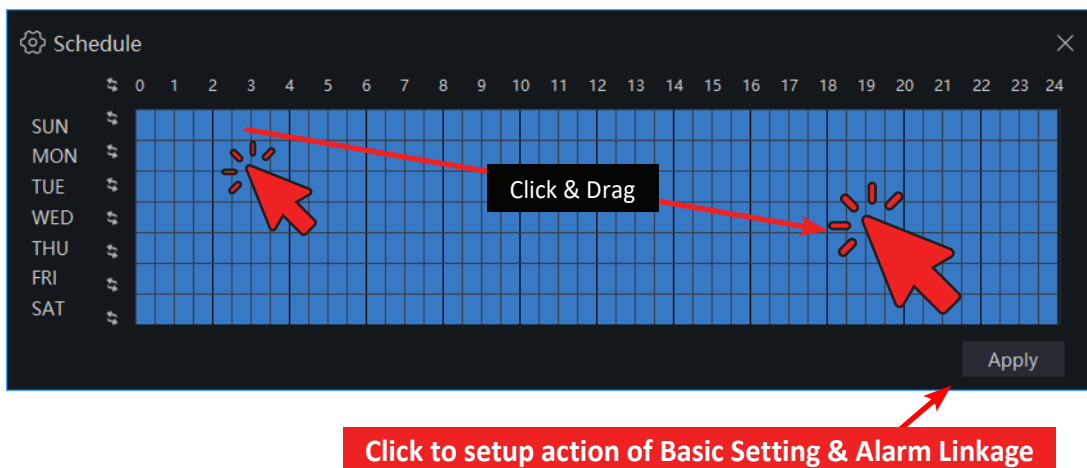 Schedule
0 1 2 3 4 5 6 7 8 9 10 11 12 13 14 15 16 17 18 19 20 21 22 23 24
SUN
MON
TUE
WED
THU
FRI
SAT
Click & Drag
Apply
Click to setup action of Basic Setting & Alarm Linkage